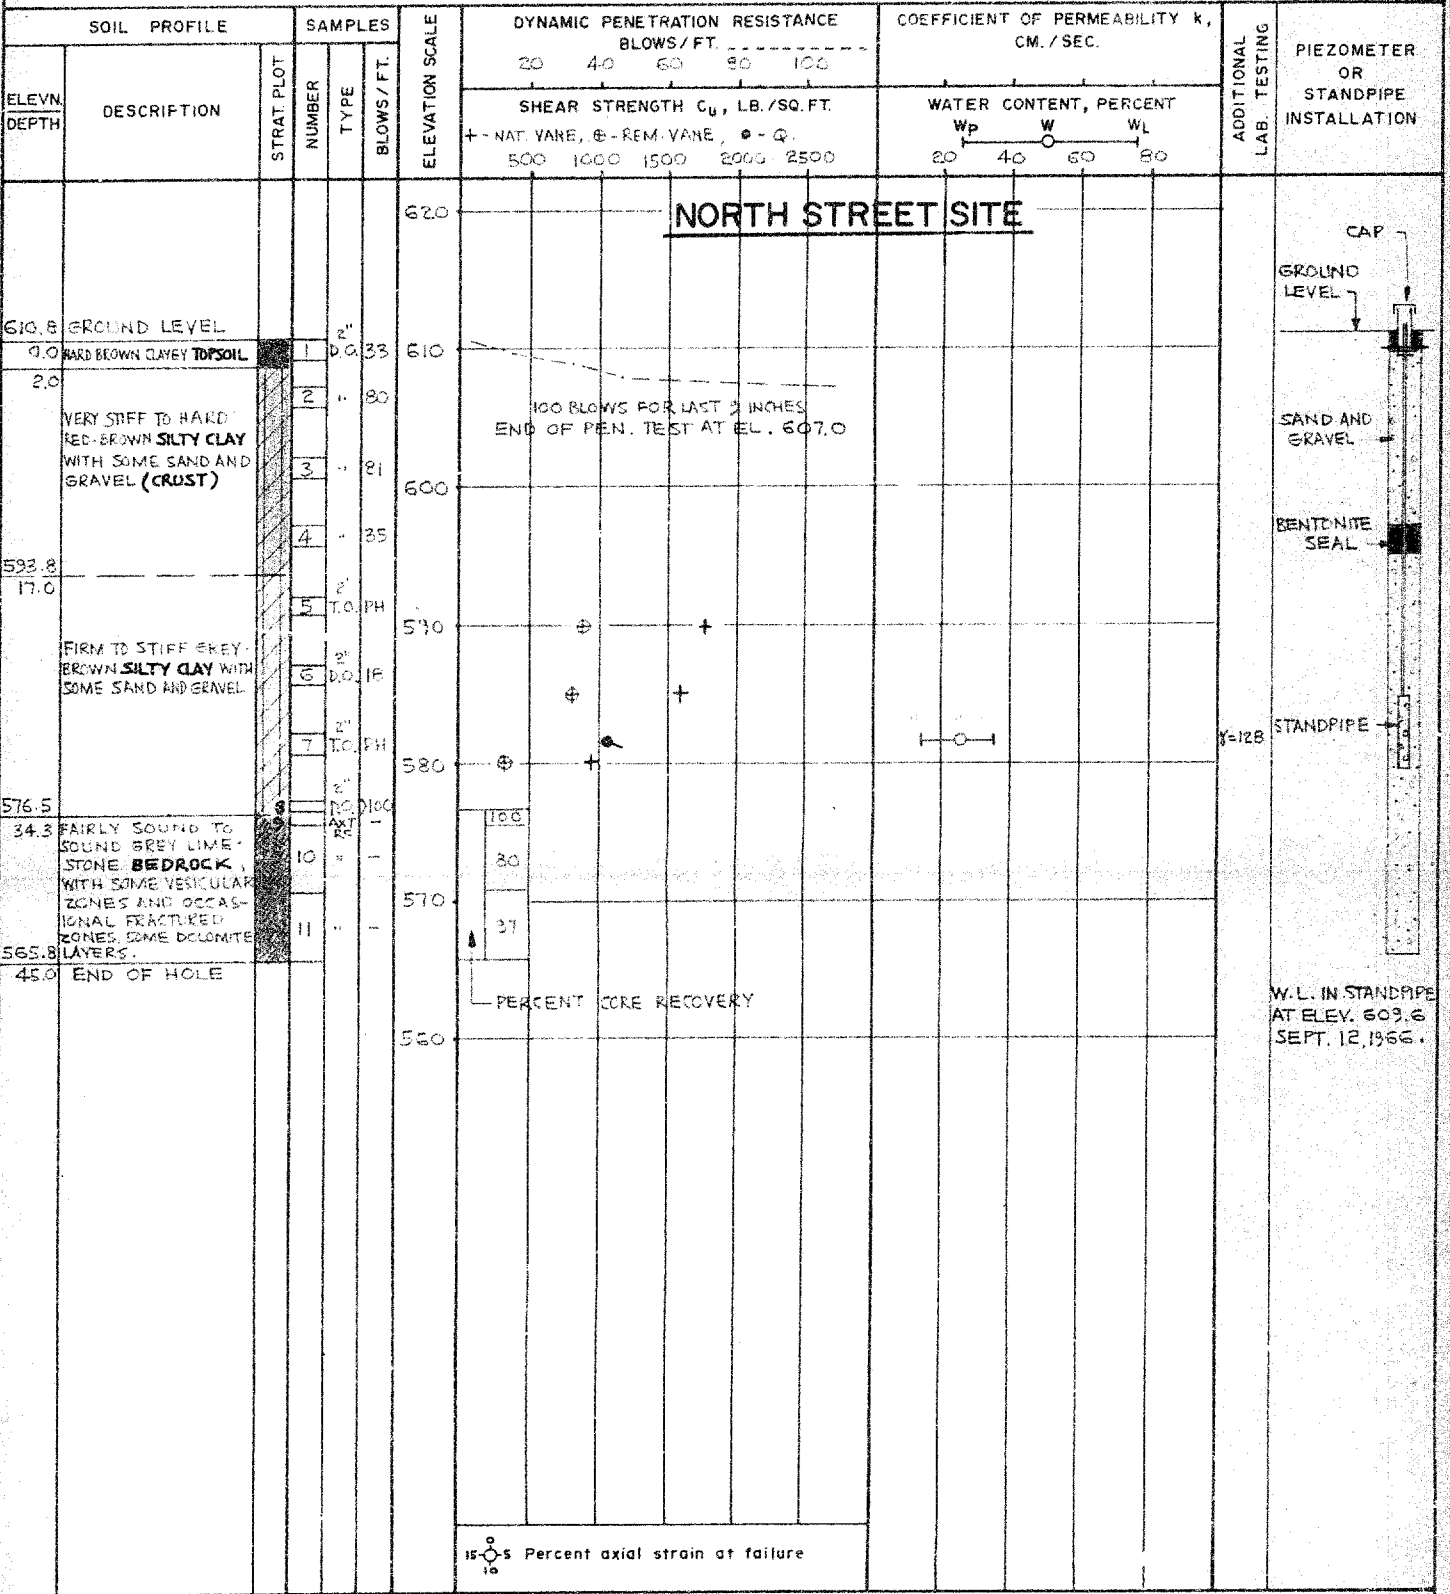 SOIL PROFILE
SAMPLES
ELEVATION SCALE
DYNAMIC PENETRATION RESISTANCE
BLOWS/FT.
20 40 60 80 100
COEFFICIENT OF PERMEABILITY k,
CM./SEC.
ADDITIONAL
LAB. TESTING
PIEZOMETER
OR
STANDPIPE
INSTALLATION
ELEVN.
DEPTH
DESCRIPTION
STRAT. PLOT
NUMBER
TYPE
BLOWS / FT.
SHEAR STRENGTH Cu, LB./SQ.FT.
+ - NAT. VANE, ⊕ - REM. VANE, ● - Q.
500 1000 1500 2000 2500
WATER CONTENT, PERCENT
Wp W WL
20 40 60 80
NORTH STREET SITE
620
610
600
590
580
570
560
610.8 GROUND LEVEL
0.0 HARD BROWN CLAYEY TOPSOIL
2.0
VERY STIFF TO HARD
RED-BROWN SILTY CLAY
WITH SOME SAND AND
GRAVEL (CRUST)
593.8
17.0
FIRM TO STIFF GREY-
BROWN SILTY CLAY WITH
SOME SAND AND GRAVEL
576.5
34.3 FAIRLY SOUND TO
SOUND GREY LIME-
STONE BEDROCK,
WITH SOME VESICULAR
ZONES AND OCCAS-
IONAL FRACTURED
ZONES. SOME DOLOMITE
565.8 LAYERS.
45.0 END OF HOLE
1 2" D.O. 33
2 " 80
3 " 81
4 " 35
5 2" T.O. PH
6 2" D.O. 18
7 2" T.O. PH
8 2" D.O. 100
AXT -
10 " -
11 " -
100 BLOWS FOR LAST INCHES
END OF PEN. TEST AT EL. 607.0
100
80
37
PERCENT CORE RECOVERY
γ=128
CAP
GROUND
LEVEL
SAND AND
GRAVEL
BENTONITE
SEAL
STANDPIPE
W.L. IN STANDPIPE
AT ELEV. 609.6
SEPT. 12, 1966.
0
15 5 Percent axial strain at failure
10